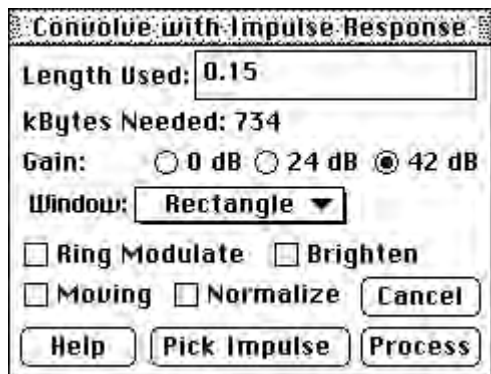 Convolve with Impulse Response
Length Used: 0.15
kBytes Needed: 734
Gain: 0 dB 24 dB 42 dB
Window: Rectangle
Ring Modulate Brighten
Moving Normalize Cancel
Help Pick Impulse Process